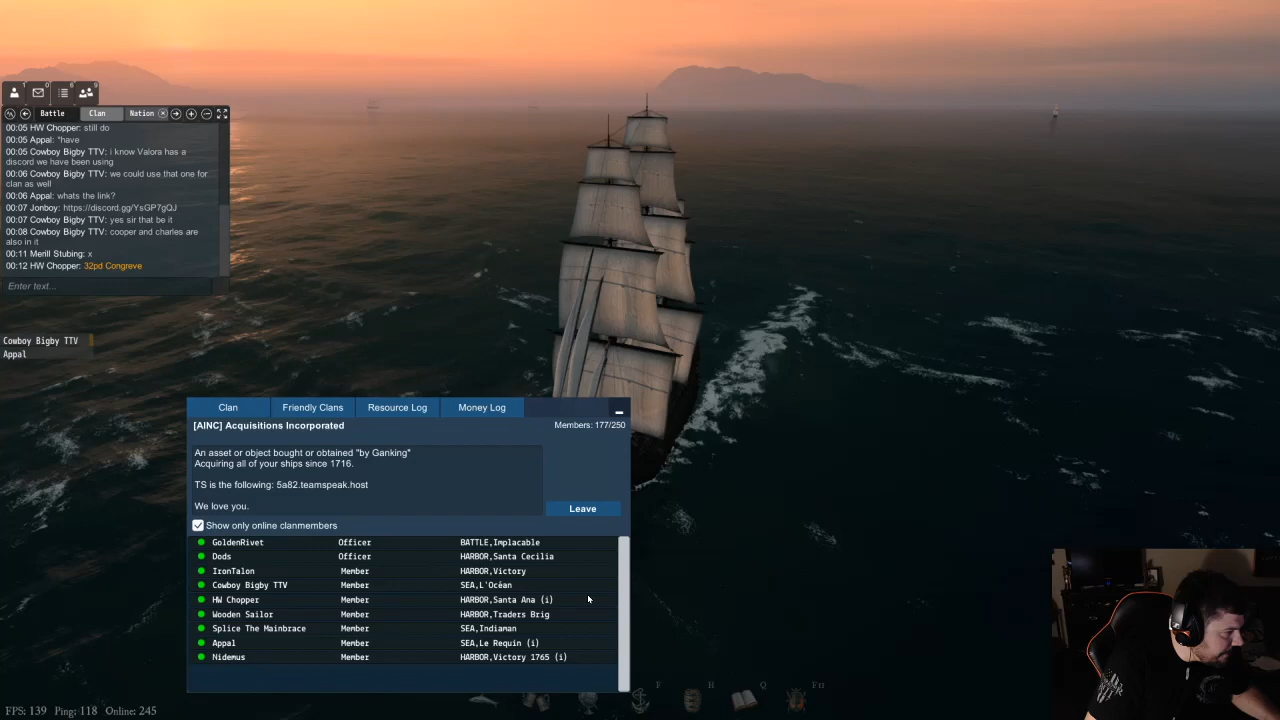 1
0
6
9
Battle Clan Nation
00:05 HW Chopper: still do
00:05 Appal: *have
00:05 Cowboy Bigby TTV: i know Valora has a
discord we have been using
00:06 Cowboy Bigby TTV: we could use that one for
clan as well
00:06 Appal: whats the link?
00:07 Jonboy: https://discord.gg/YsGP7gQJ
00:07 Cowboy Bigby TTV: yes sir that be it
00:08 Cowboy Bigby TTV: cooper and charles are
also in it
00:11 Merill Stubing: x
00:12 HW Chopper: 32pd Congreve
Enter text...
Cowboy Bigby TTV
Appal
Clan Friendly Clans Resource Log Money Log
[AINC] Acquisitions Incorporated Members: 177/250
An asset or object bought or obtained "by Ganking"
Acquiring all of your ships since 1716.
TS is the following: 5a82.teamspeak.host
We love you.
Leave
Show only online clanmembers
GoldenRivet Officer BATTLE,Implacable
Dods Officer HARBOR,Santa Cecilia
IronTalon Member HARBOR,Victory
Cowboy Bigby TTV Member SEA,L'Océan
HW Chopper Member HARBOR,Santa Ana (i)
Wooden Sailor Member HARBOR,Traders Brig
Splice The Mainbrace Member SEA,Indiaman
Appal Member SEA,Le Requin (i)
Nidemus Member HARBOR,Victory 1765 (i)
F H Q F11
FPS: 139 Ping: 118 Online: 245